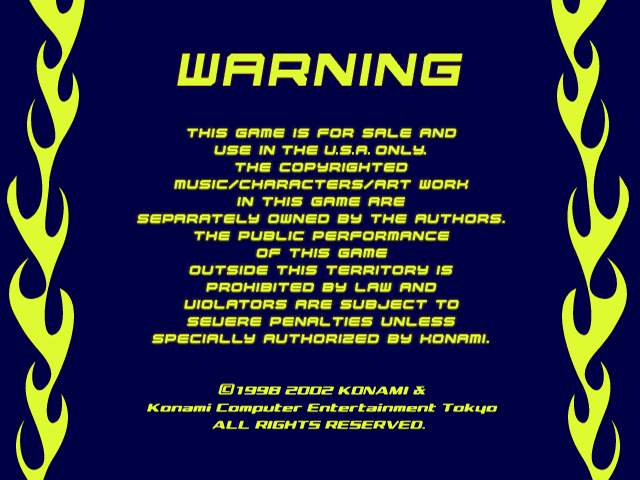 WARNING
THIS GAME IS FOR SALE AND
USE IN THE U.S.A. ONLY.
THE COPYRIGHTED
MUSIC/CHARACTERS/ART WORK
IN THIS GAME ARE
SEPARATELY OWNED BY THE AUTHORS.
THE PUBLIC PERFORMANCE
OF THIS GAME
OUTSIDE THIS TERRITORY IS
PROHIBITED BY LAW AND
VIOLATORS ARE SUBJECT TO
SEVERE PENALTIES UNLESS
SPECIALLY AUTHORIZED BY KONAMI.
©1998 2002 KONAMI &
Konami Computer Entertainment Tokyo
ALL RIGHTS RESERVED.